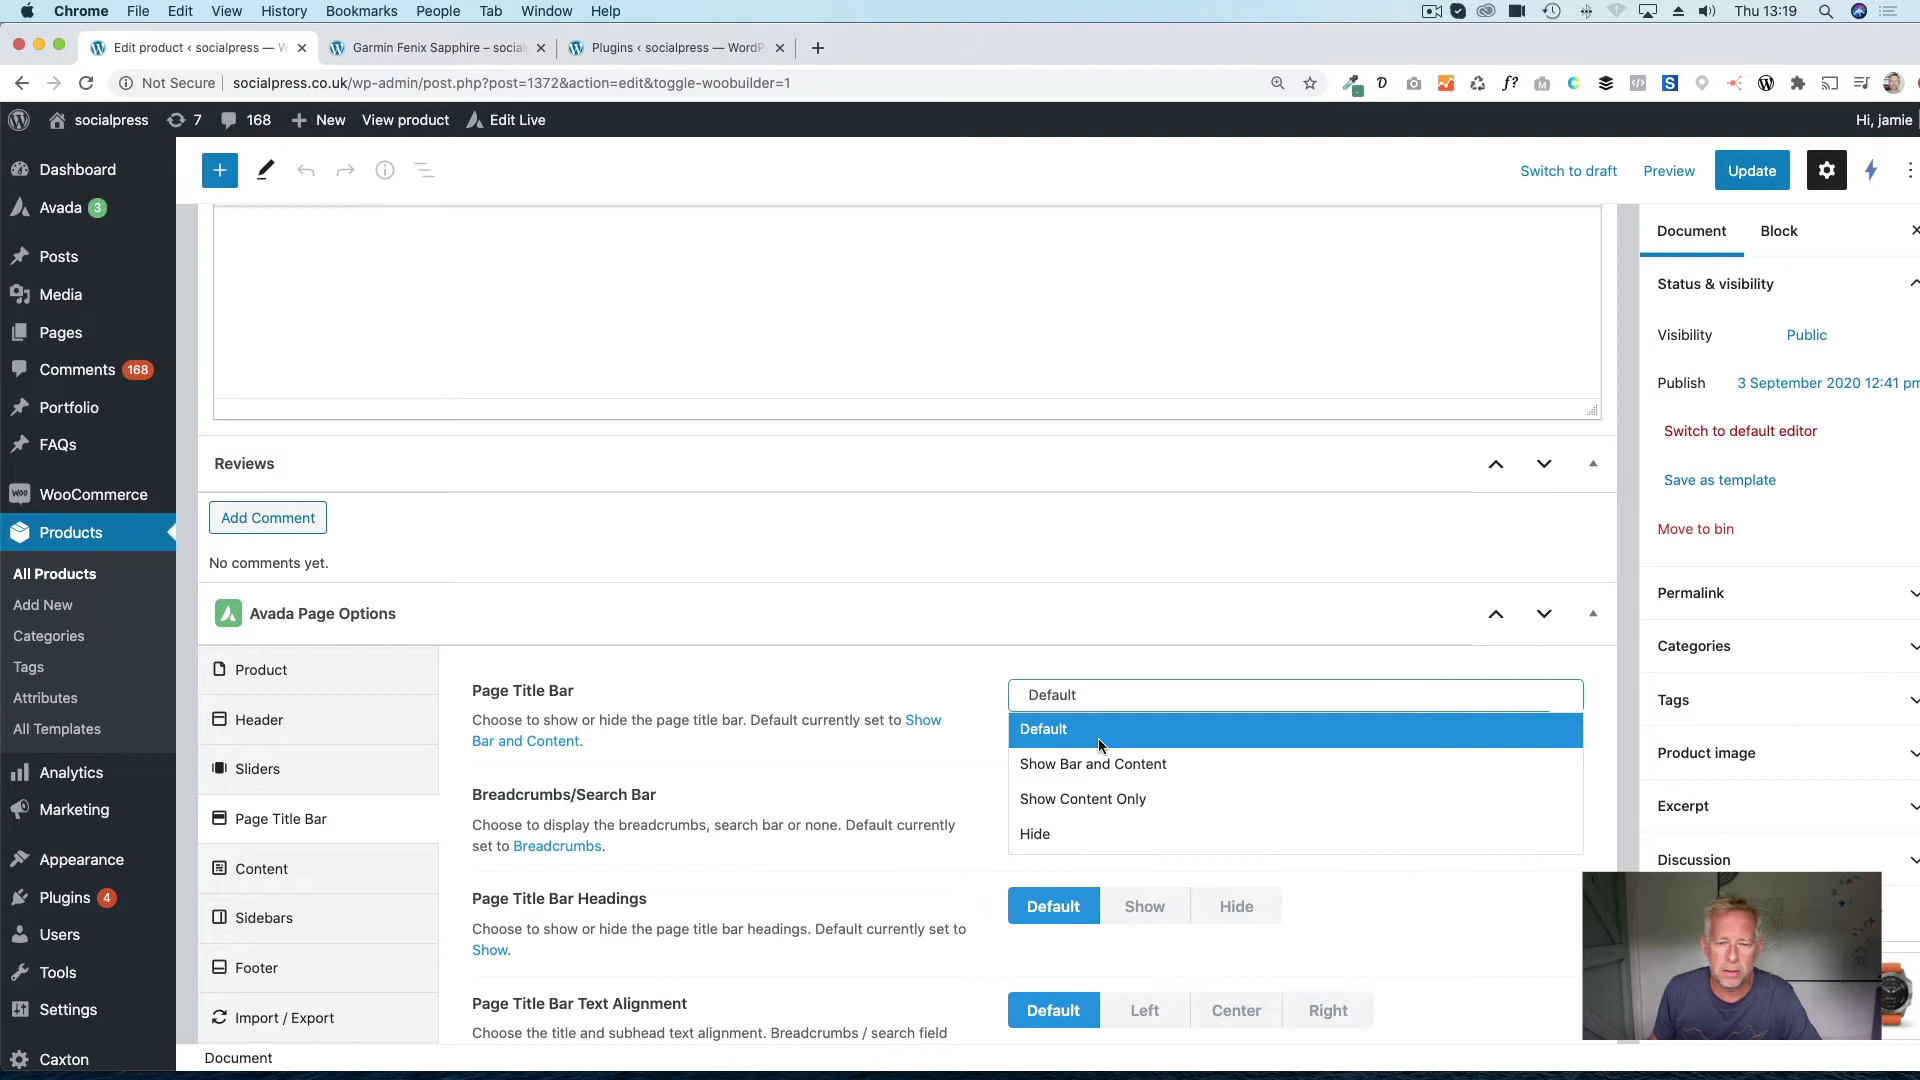 Chrome File Edit View History Bookmarks People Tab Window Help
Thu 13:19
Edit product ‹ socialpress — W
Garmin Fenix Sapphire – social
Plugins ‹ socialpress — WordP
Not Secure socialpress.co.uk/wp-admin/post.php?post=1372&action=edit&toggle-woobuilder=1
socialpress 7 168 New View product Edit Live Hi, jamie
Switch to draft Preview Update
Dashboard
Avada 3
Posts
Media
Pages
Comments 168
Portfolio
FAQs
WooCommerce
Products
All Products
Add New
Categories
Tags
Attributes
All Templates
Analytics
Marketing
Appearance
Plugins 4
Users
Tools
Settings
Caxton
Reviews
Add Comment
No comments yet.
Avada Page Options
Product
Header
Sliders
Page Title Bar
Content
Sidebars
Footer
Import / Export
Page Title Bar
Choose to show or hide the page title bar. Default currently set to Show
Bar and Content.
Default
Default
Show Bar and Content
Show Content Only
Hide
Breadcrumbs/Search Bar
Choose to display the breadcrumbs, search bar or none. Default currently
set to Breadcrumbs.
Page Title Bar Headings
Choose to show or hide the page title bar headings. Default currently set to
Show.
Default Show Hide
Page Title Bar Text Alignment
Choose the title and subhead text alignment. Breadcrumbs / search field
Default Left Center Right
Document
Document Block
Status & visibility
Visibility Public
Publish 3 September 2020 12:41 pm
Switch to default editor
Save as template
Move to bin
Permalink
Categories
Tags
Product image
Excerpt
Discussion